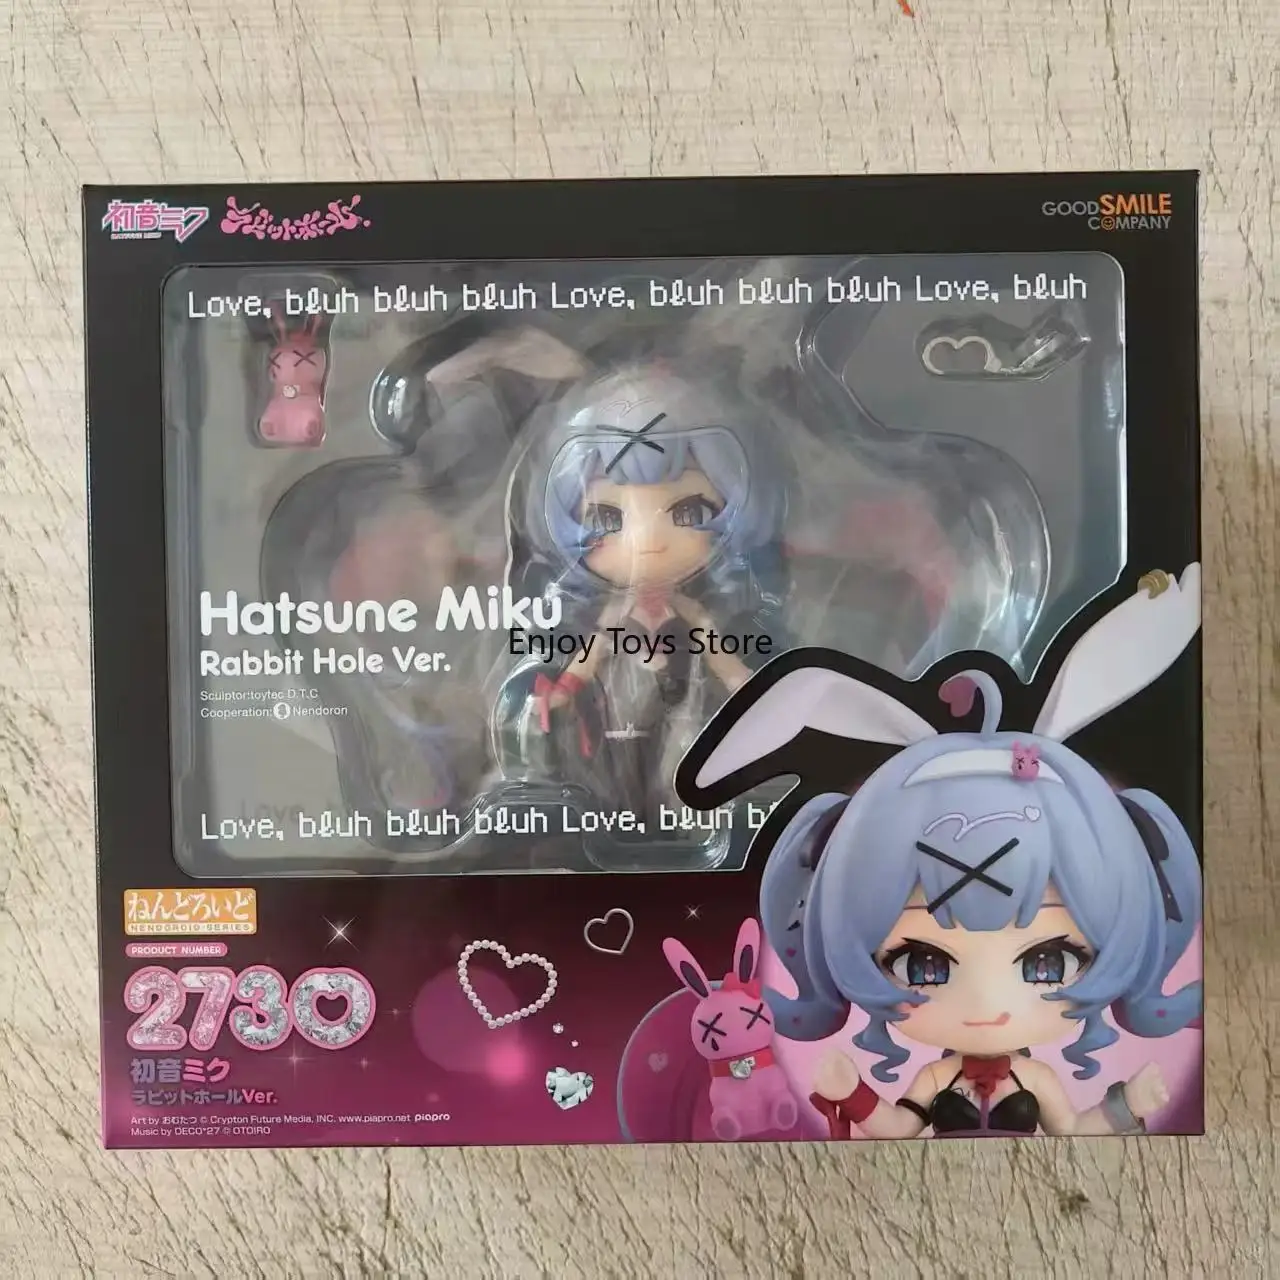 初音ミク
HATSUNE MIKU
ラビットホール
GOOD SMILE
COMPANY
Love, bluh bluh bluh Love, bluh bluh bluh Love, bluh
Hatsune Miku
Enjoy Toys Store
Rabbit Hole Ver.
Sculptor:toytec D.T.C
Cooperation: Nendoron
Love, bluh bluh bluh Love, bluh
ねんどろいど
NENDOROID SERIES
PRODUCT NUMBER
2730
初音ミク
ラビットホールVer.
Art by おむたつ © Crypton Future Media, INC. www.piapro.net piapro
Music by DECO*27 © OTOIRO